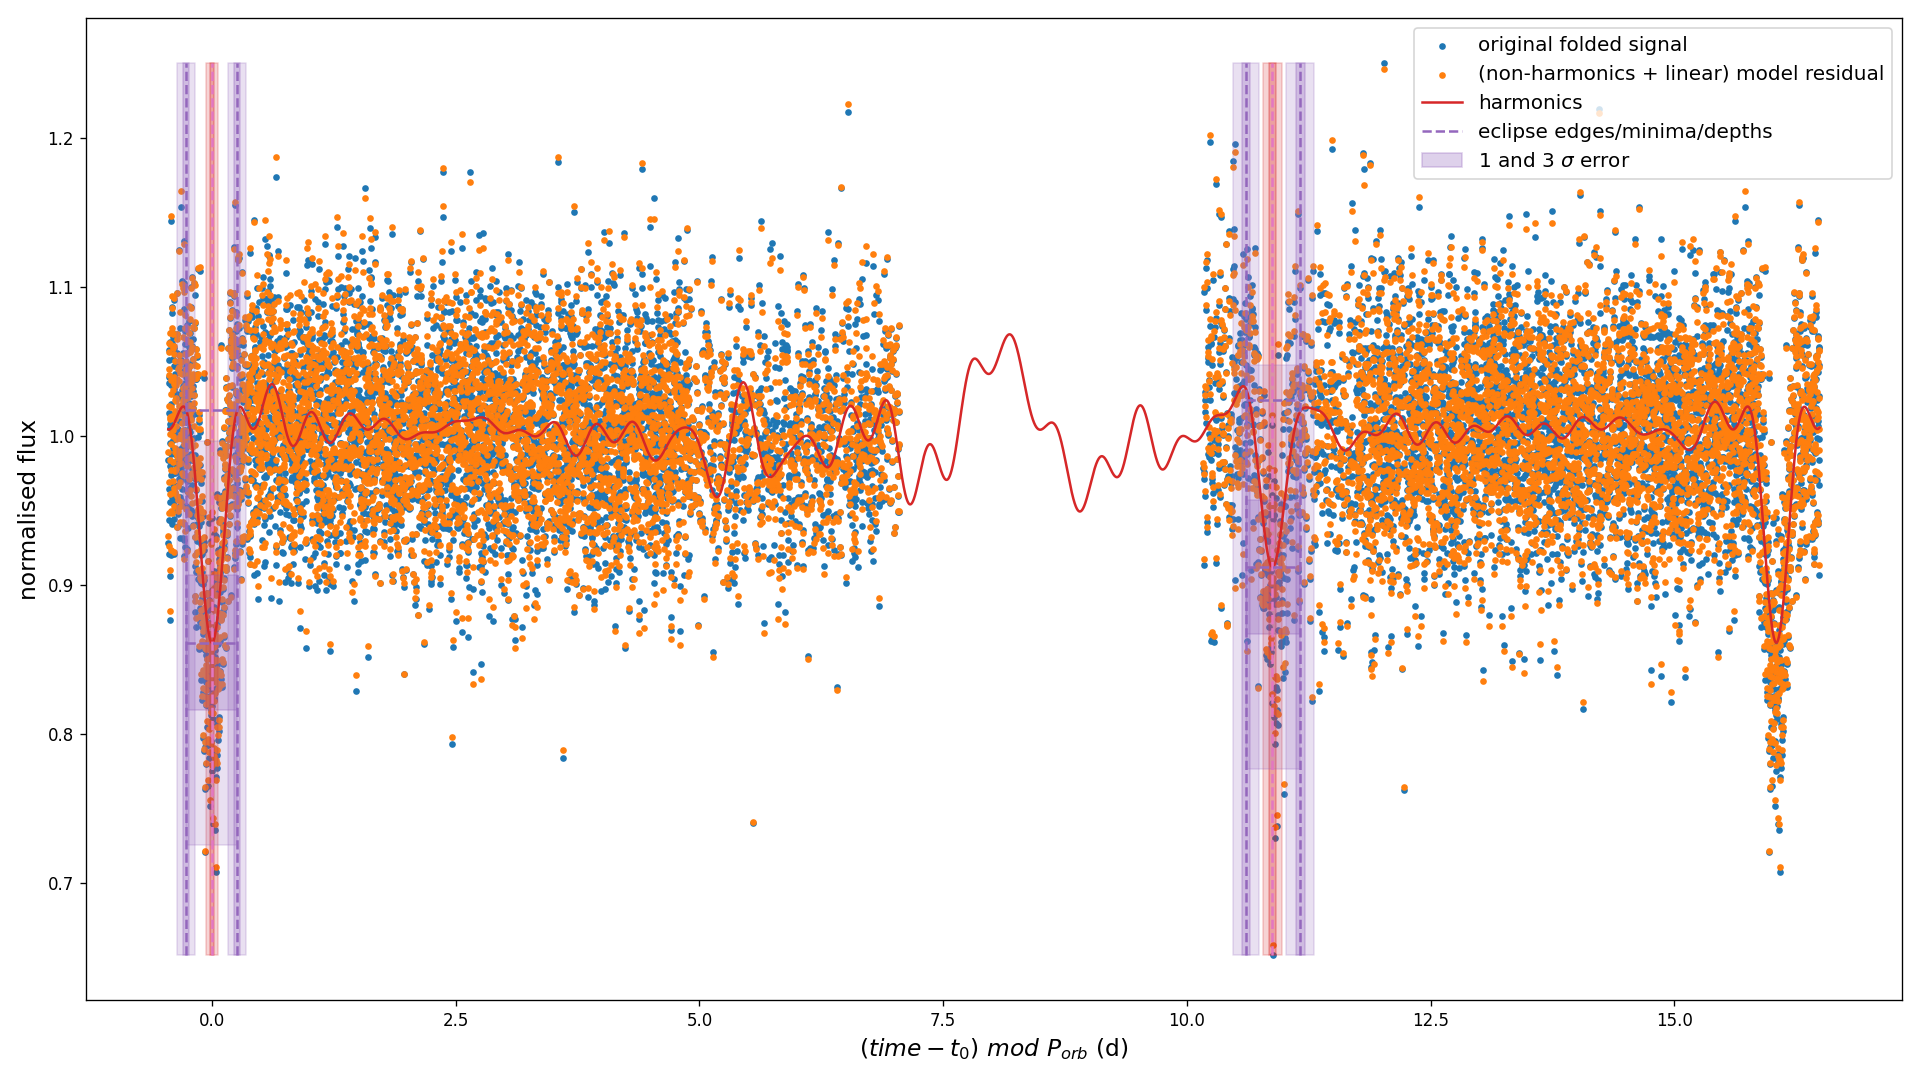 original folded signal
(non-harmonics + linear) model residual
harmonics
eclipse edges/minima/depths
1 and 3 σ error
normalised flux
1.2
1.1
1.0
0.9
0.8
0.7
0.0 2.5 5.0 7.5 10.0 12.5 15.0
(time − t₀) mod Pₒᵣᵦ (d)